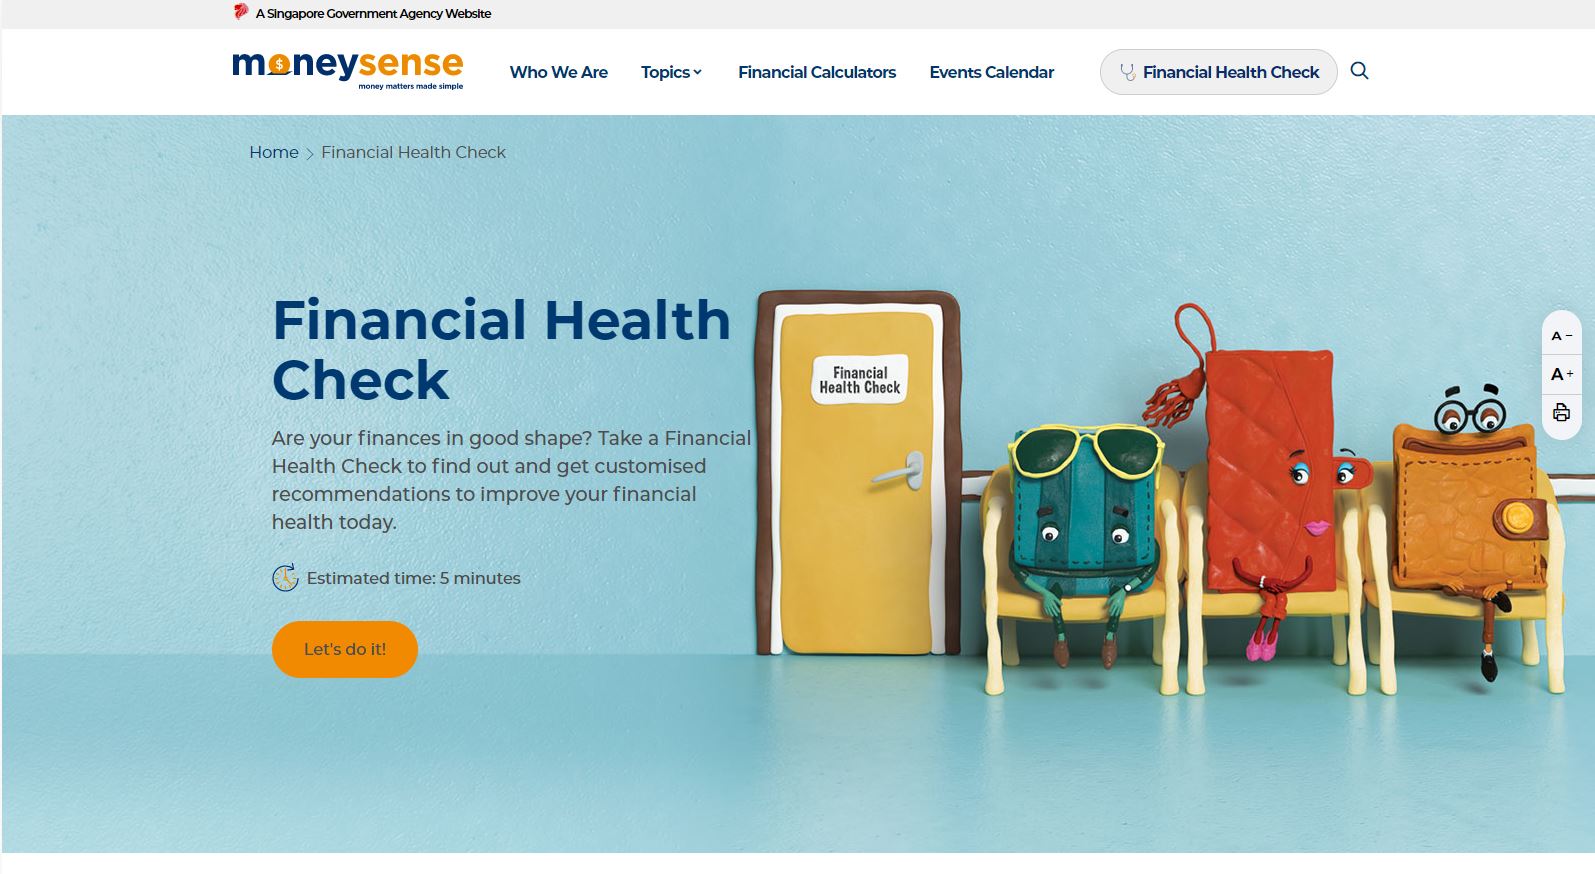 A Singapore Government Agency Website
moneysense
money matters made simple
Who We Are
Topics
Financial Calculators
Events Calendar
Financial Health Check
Home > Financial Health Check
Financial Health
Check
Are your finances in good shape? Take a Financial
Health Check to find out and get customised
recommendations to improve your financial
health today.
Estimated time: 5 minutes
Let's do it!
Financial
Health Check
A -
A +